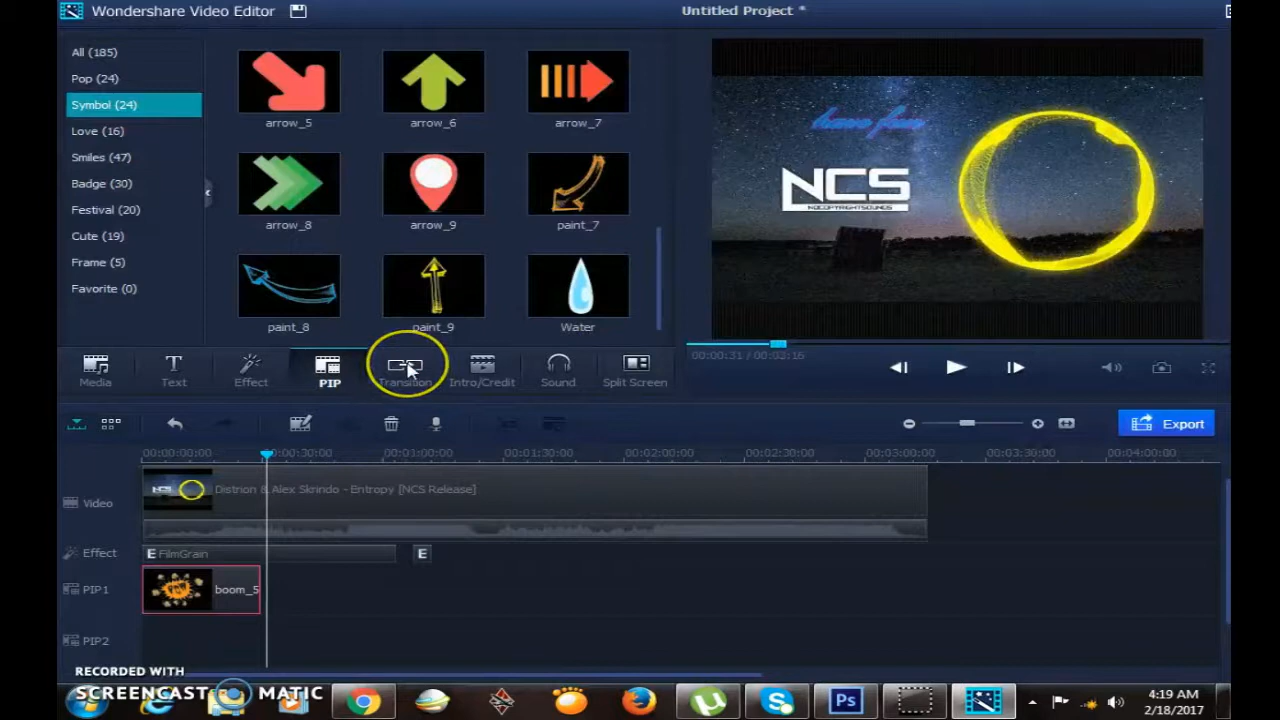 Wondershare Video Editor
Untitled Project *
All (185)
Pop (24)
Symbol (24)
Love (16)
Smiles (47)
Badge (30)
Festival (20)
Cute (19)
Frame (5)
Favorite (0)
arrow_5
arrow_6
arrow_7
arrow_8
arrow_9
paint_7
paint_8
paint_9
Water
have fun
NCS
NOCOPYRIGHTSOUNDS
00:00:31 / 00:03:16
Media
Text
Effect
PIP
Transition
Intro/Credit
Sound
Split Screen
Export
00:00:00:00
00:01:00:00
00:01:30:00
00:02:00:00
00:02:30:00
00:03:00:00
00:03:30:00
00:04:00:00
Video
Distrion & Alex Skrindo - Entropy [NCS Release]
Effect
E FilmGrain
E
PIP1
boom_5
PIP2
RECORDED WITH
SCREENCAST MATIC
Ps
4:19 AM
2/18/2017